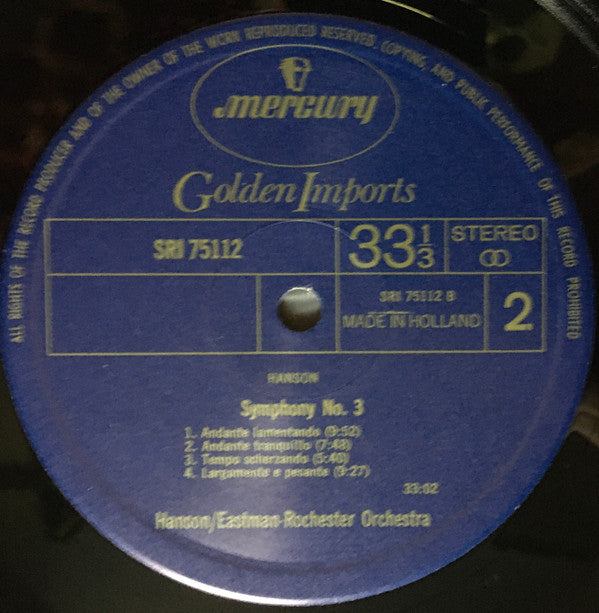 ALL RIGHTS OF THE RECORD PRODUCER AND OF THE OWNER OF THE WORK REPRODUCED RESERVED. COPYING, AND PUBLIC PERFORMANCE OF THIS RECORD PROHIBITED
mercury
Golden Imports
SRI 75112
33 1/3
STEREO
SRI 75112 B
MADE IN HOLLAND
2
HANSON
Symphony No. 3
1. Andante lamentando (9:52)
2. Andante tranquillo (7:48)
3. Tempo scherzando (5:40)
4. Largamente e pesante (9:27)
33:02
Hanson/Eastman-Rochester Orchestra